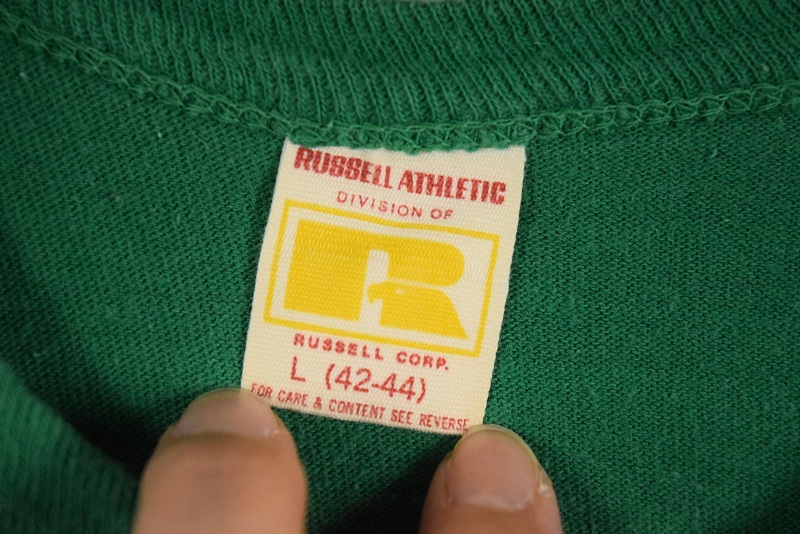 RUSSELL ATHLETIC
DIVISION OF
R
RUSSELL CORP.
L (42-44)
FOR CARE & CONTENT SEE REVERSE